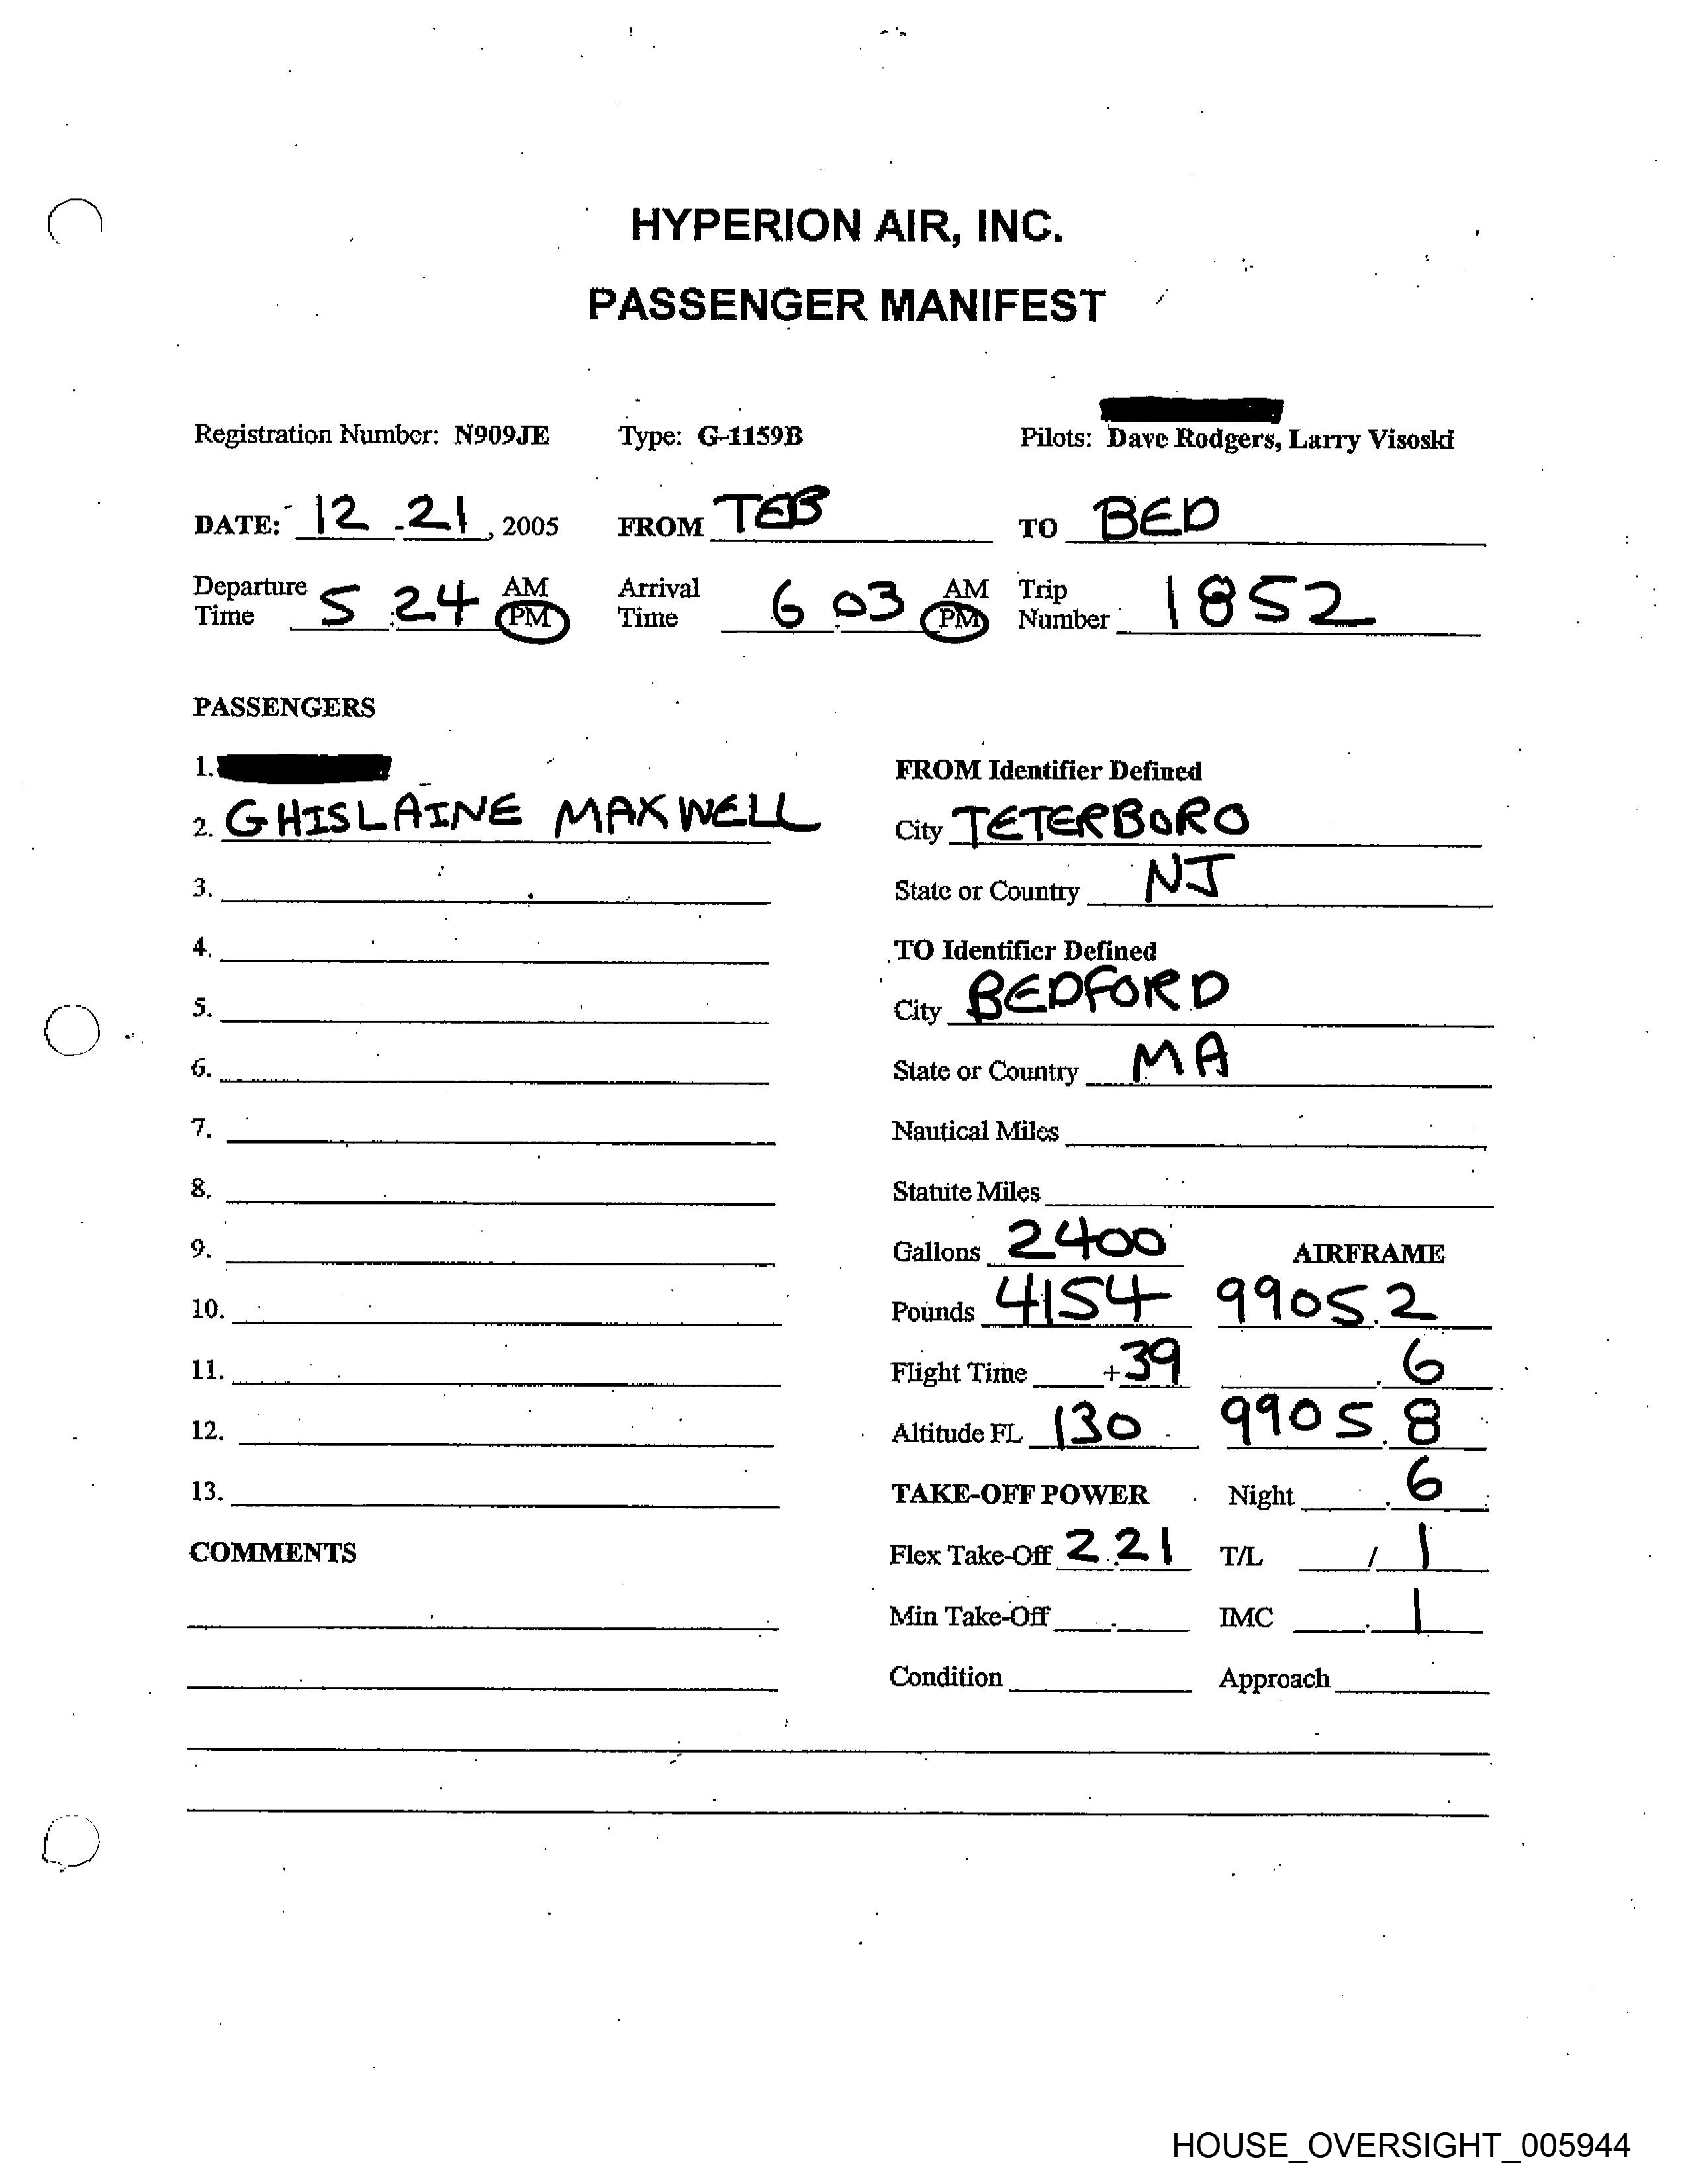 HYPERION AIR, INC.
PASSENGER MANIFEST
Registration Number: N909JE Type: G-1159B Pilots: Dave Rodgers, Larry Visoski
DATE: 12 . 21, 2005 FROM TEB TO BED
Departure Time 5 : 24 AM PM Arrival Time 6 : 03 AM PM Trip Number 1852
PASSENGERS
1.
FROM Identifier Defined
2. GHISLAINE MAXWELL City TETERBORO
3. State or Country NJ
4. TO Identifier Defined
5. City BEDFORD
6. State or Country MA
7. Nautical Miles
8. Statute Miles
9. Gallons 2400 AIRFRAME
10. Pounds 4154 9905.2
11. Flight Time + 39 . 6
12. Altitude FL 130 9905.8
13. TAKE-OFF POWER Night . 6
COMMENTS Flex Take-Off 2.21 T/L / 1
Min Take-Off . IMC . 1
Condition Approach
HOUSE_OVERSIGHT_005944